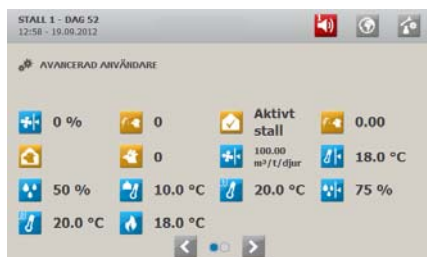 STALL 1 - DAG 52
12:58 - 19.09.2012
AVANCERAD ANVÄNDARE
0 %
0
Aktivt stall
0.00
0
100.00 m³/t/djur
18.0 °C
50 %
10.0 °C
20.0 °C
75 %
20.0 °C
18.0 °C